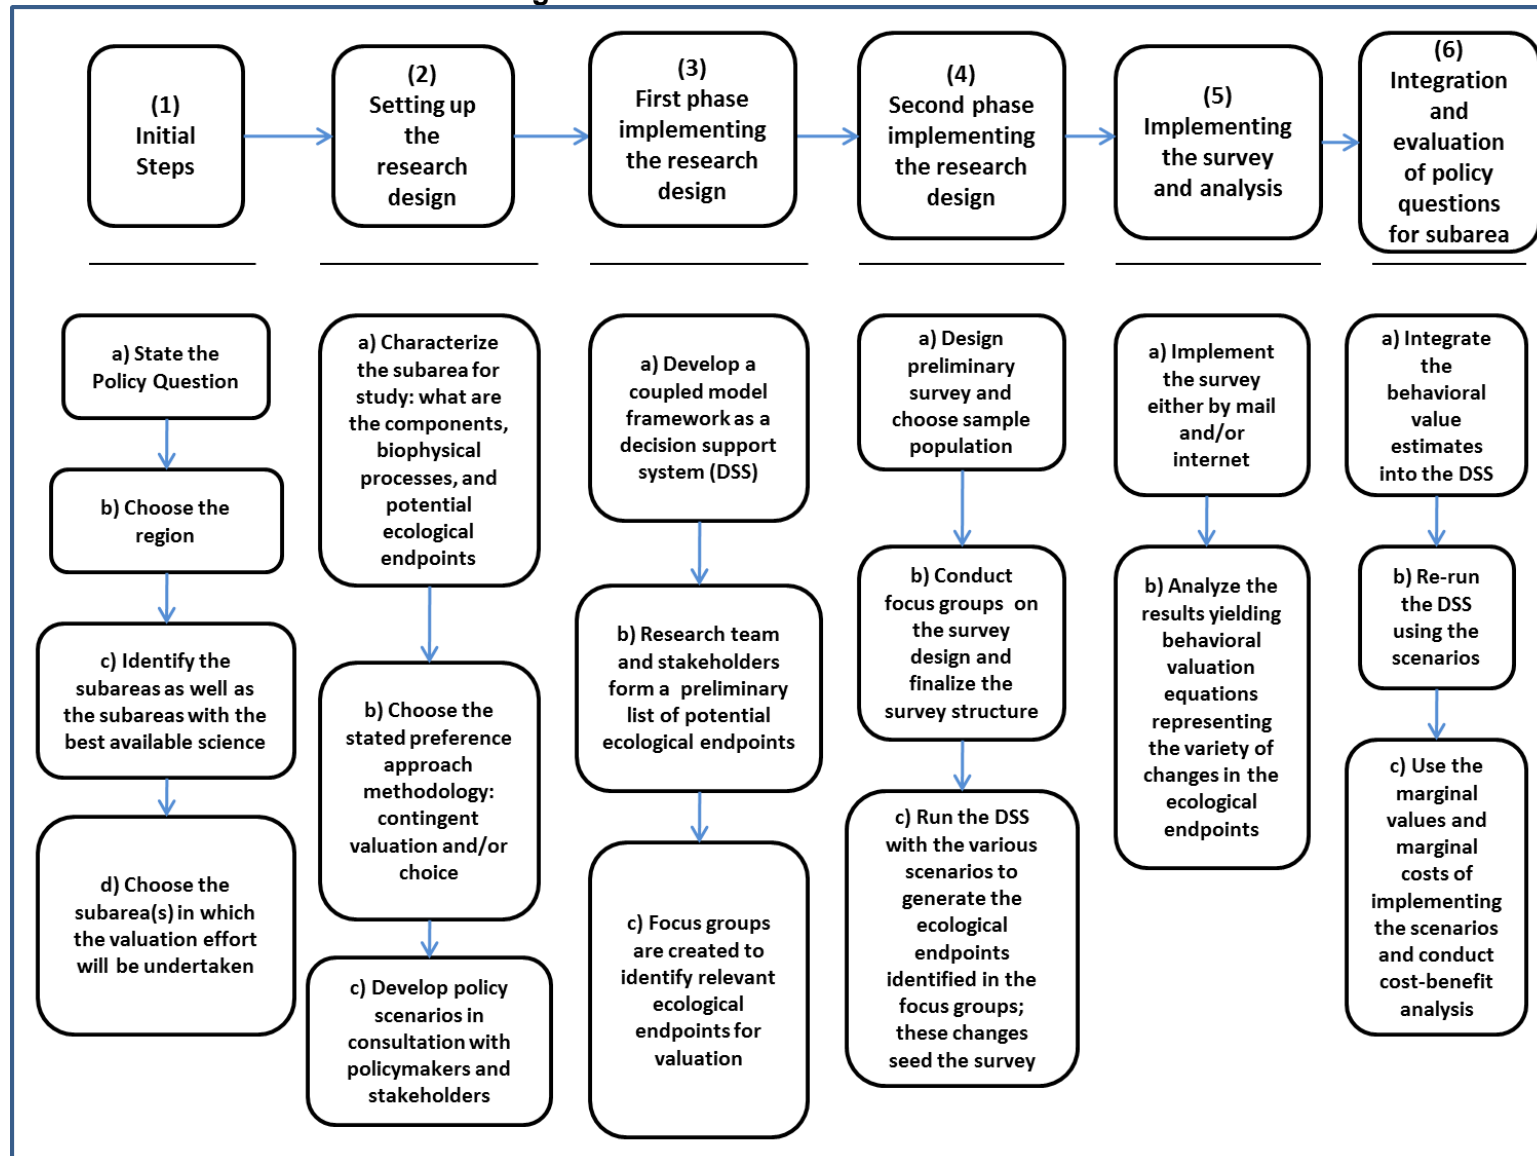 (1)
Initial
Steps
(2)
Setting up
the
research
design
(3)
First phase
implementing
the research
design
(4)
Second phase
implementing
the research
design
(5)
Implementing
the survey
and analysis
(6)
Integration
and
evaluation
of policy
questions
for subarea
a) State the
Policy Question
b) Choose the
region
c) Identify the
subareas as well as
the subareas with the
best available science
d) Choose the
subarea(s) in which
the valuation effort
will be undertaken
a) Characterize
the subarea for
study: what are
the components,
biophysical
processes, and
potential
ecological
endpoints
b) Choose the
stated preference
approach
methodology:
contingent
valuation and/or
choice
c) Develop policy
scenarios in
consultation with
policymakers and
stakeholders
a) Develop a
coupled model
framework as a
decision support
system (DSS)
b) Research team
and stakeholders
form a preliminary
list of potential
ecological endpoints
c) Focus groups
are created to
identify relevant
ecological
endpoints for
valuation
a) Design
preliminary
survey and
choose sample
population
b) Conduct
focus groups on
the survey
design and
finalize the
survey structure
c) Run the DSS
with the various
scenarios to
generate the
ecological
endpoints
identified in the
focus groups;
these changes
seed the survey
a) Implement
the survey
either by mail
and/or
internet
b) Analyze the
results yielding
behavioral
valuation
equations
representing
the variety of
changes in the
ecological
endpoints
a) Integrate
the
behavioral
value
estimates
into the DSS
b) Re-run
the DSS
using the
scenarios
c) Use the
marginal
values and
marginal
costs of
implementing
the scenarios
and conduct
cost-benefit
analysis